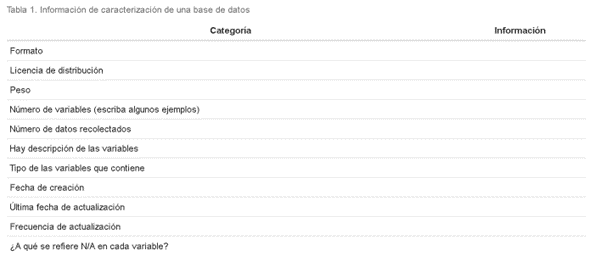 Tabla 1. Información de caracterización de una base de datos
Categoría Información
Formato
Licencia de distribución
Peso
Número de variables (escriba algunos ejemplos)
Número de datos recolectados
Hay descripción de las variables
Tipo de las variables que contiene
Fecha de creación
Última fecha de actualización
Frecuencia de actualización
¿A qué se refiere N/A en cada variable?